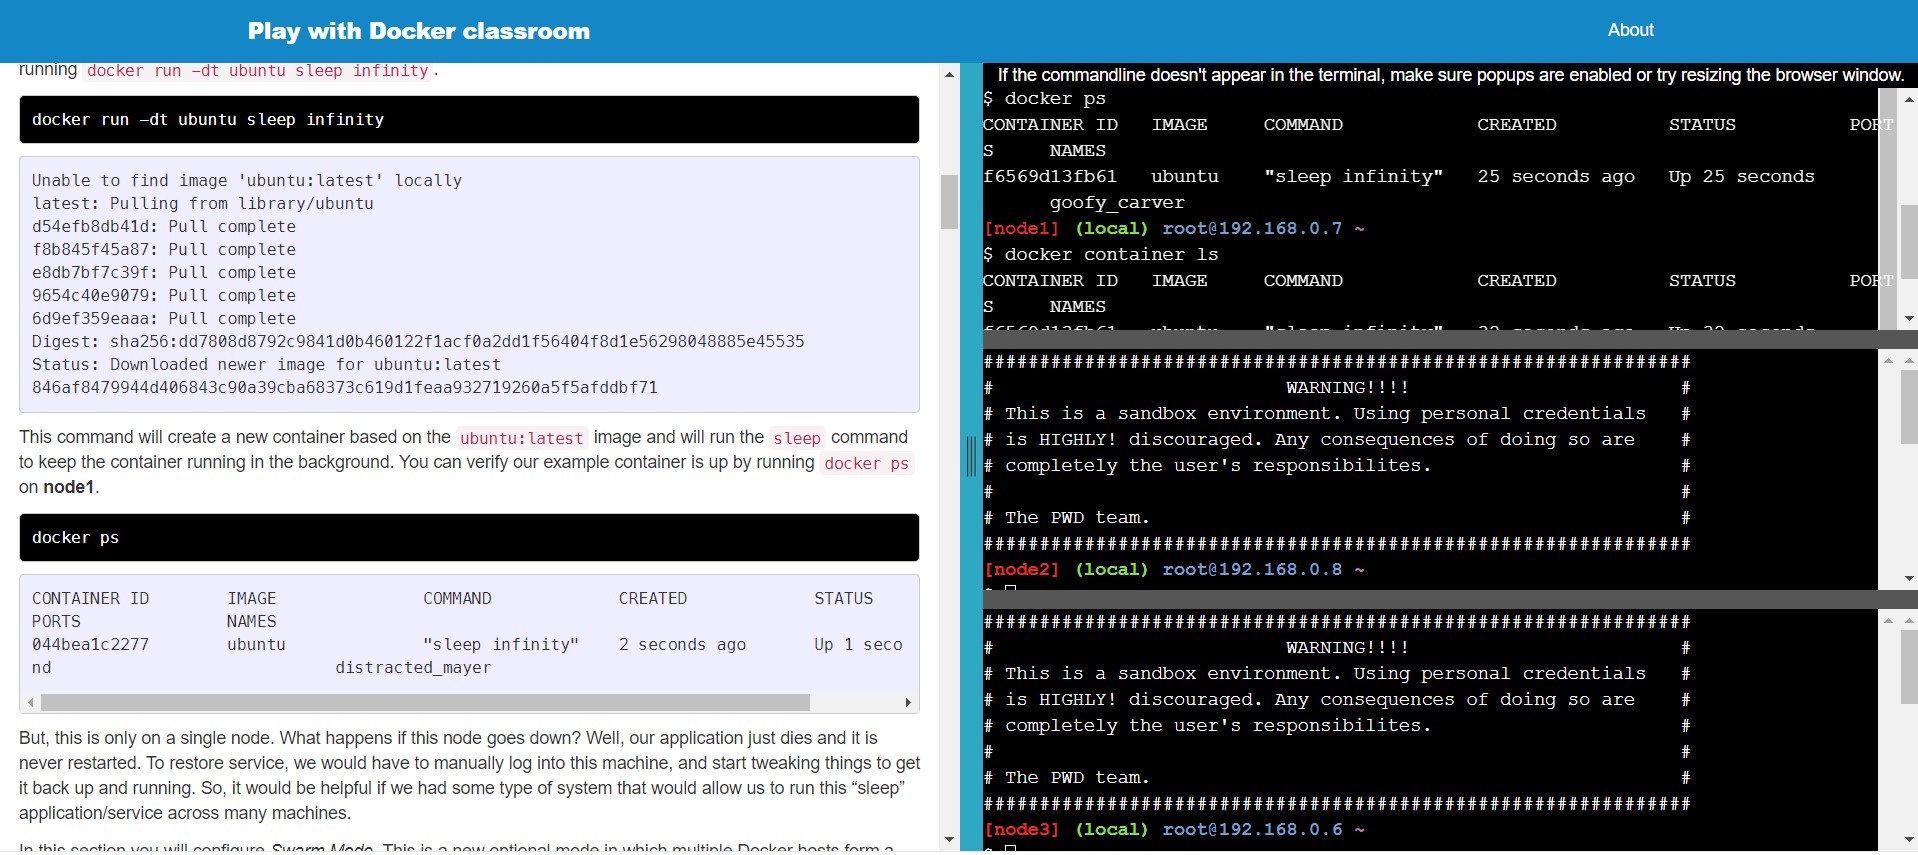 Play with Docker classroom
About
running docker run -dt ubuntu sleep infinity .
docker run -dt ubuntu sleep infinity
Unable to find image 'ubuntu:latest' locally
latest: Pulling from library/ubuntu
d54efb8db41d: Pull complete
f8b845f45a87: Pull complete
e8db7bf7c39f: Pull complete
9654c40e9079: Pull complete
6d9ef359eaaa: Pull complete
Digest: sha256:dd7808d8792c9841d0b460122f1acf0a2dd1f56404f8d1e56298048885e45535
Status: Downloaded newer image for ubuntu:latest
846af8479944d406843c90a39cba68373c619d1feaa932719260a5f5afddbf71
This command will create a new container based on the ubuntu:latest image and will run the sleep command
to keep the container running in the background. You can verify our example container is up by running docker ps
on node1.
docker ps
CONTAINER ID IMAGE COMMAND CREATED STATUS
PORTS NAMES
044bea1c2277 ubuntu "sleep infinity" 2 seconds ago Up 1 seco
nd distracted_mayer
But, this is only on a single node. What happens if this node goes down? Well, our application just dies and it is
never restarted. To restore service, we would have to manually log into this machine, and start tweaking things to get
it back up and running. So, it would be helpful if we had some type of system that would allow us to run this “sleep”
application/service across many machines.
In this section you will configure Swarm Mode. This is a new optional mode in which multiple Docker hosts form a
If the commandline doesn't appear in the terminal, make sure popups are enabled or try resizing the browser window.
$ docker ps
CONTAINER ID IMAGE COMMAND CREATED STATUS PORT
S NAMES
f6569d13fb61 ubuntu "sleep infinity" 25 seconds ago Up 25 seconds
goofy_carver
[node1] (local) root@192.168.0.7 ~
$ docker container ls
CONTAINER ID IMAGE COMMAND CREATED STATUS PORT
S NAMES
f6569d13fb61 ubuntu "sleep infinity"
###############################################################
# WARNING!!!! #
# This is a sandbox environment. Using personal credentials #
# is HIGHLY! discouraged. Any consequences of doing so are #
# completely the user's responsibilites. #
# #
# The PWD team. #
###############################################################
[node2] (local) root@192.168.0.8 ~
###############################################################
# WARNING!!!! #
# This is a sandbox environment. Using personal credentials #
# is HIGHLY! discouraged. Any consequences of doing so are #
# completely the user's responsibilites. #
# #
# The PWD team. #
###############################################################
[node3] (local) root@192.168.0.6 ~